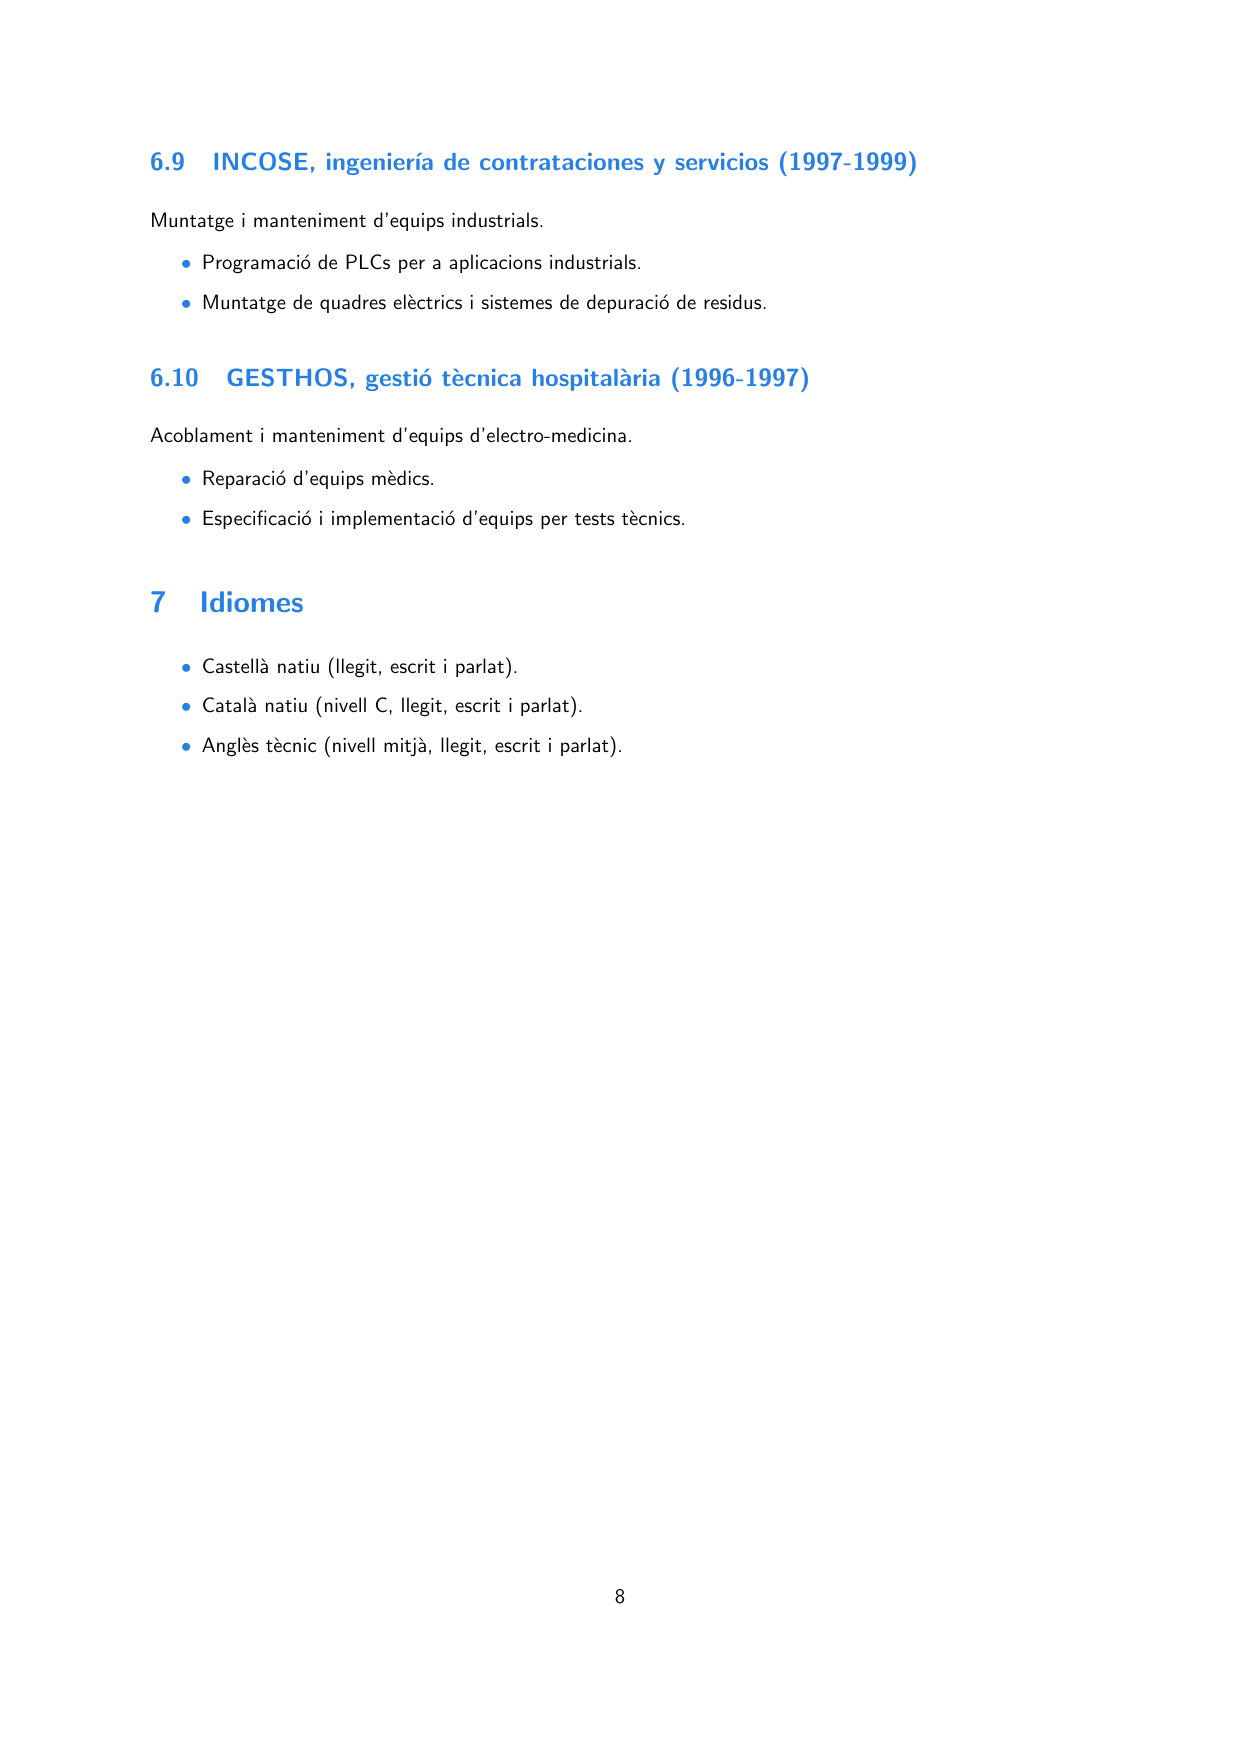 6.9 INCOSE, ingeniería de contrataciones y servicios (1997-1999)
Muntatge i manteniment d'equips industrials.
• Programació de PLCs per a aplicacions industrials.
• Muntatge de quadres elèctrics i sistemes de depuració de residus.
6.10 GESTHOS, gestió tècnica hospitalària (1996-1997)
Acoblament i manteniment d'equips d'electro-medicina.
• Reparació d'equips mèdics.
• Especificació i implementació d'equips per tests tècnics.
7 Idiomes
• Castellà natiu (llegit, escrit i parlat).
• Català natiu (nivell C, llegit, escrit i parlat).
• Anglès tècnic (nivell mitjà, llegit, escrit i parlat).
8